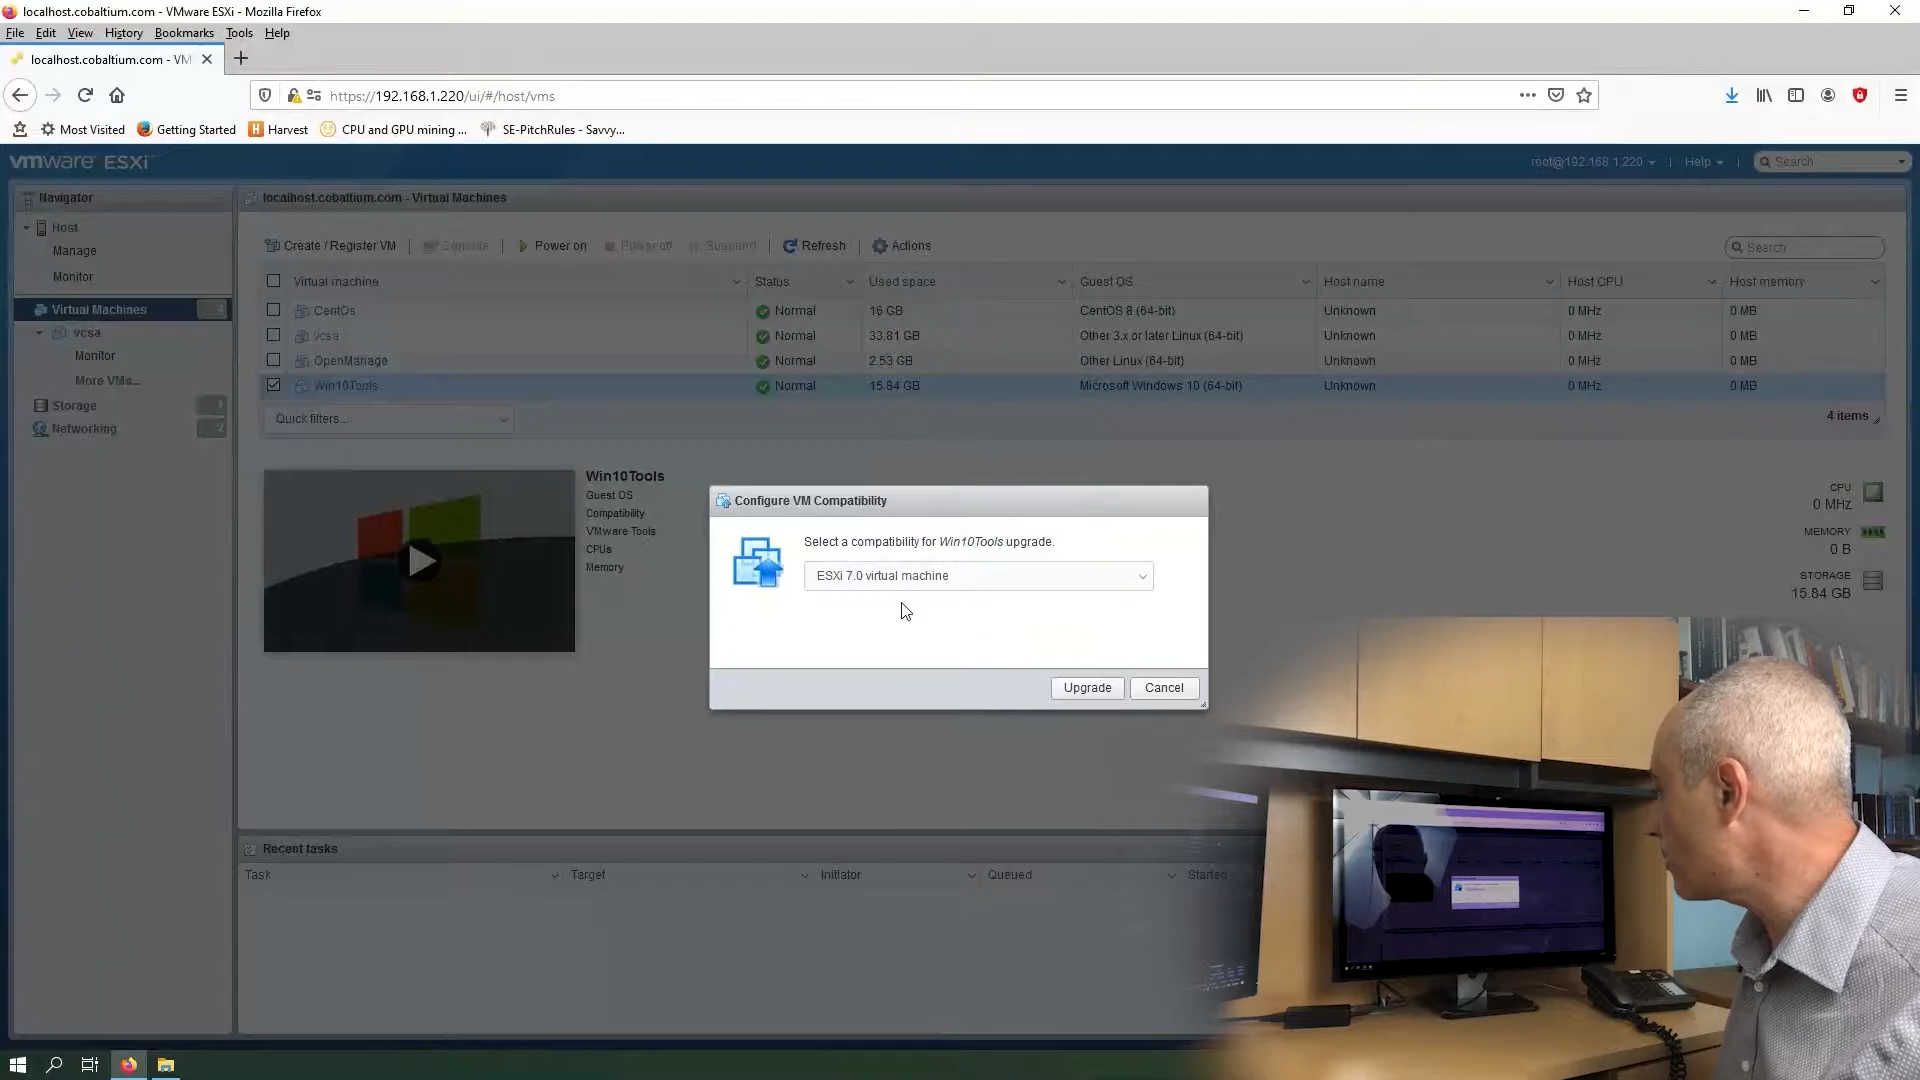 localhost.cobaltium.com - VMware ESXi - Mozilla Firefox
File Edit View History Bookmarks Tools Help
localhost.cobaltium.com - VM
https://192.168.1.220/ui/#/host/vms
Most Visited Getting Started Harvest CPU and GPU mining ... SE-PitchRules - Savvy...
vmware ESXi root@192.168.1.220 | Help | Search
Navigator
localhost.cobaltium.com - Virtual Machines
Host
Manage
Monitor
Virtual Machines
vcsa
Monitor
More VMs...
Storage
Networking
Create / Register VM | Console | Power on Power off Suspend | Refresh | Actions
Search
Virtual machine Status Used space Guest OS Host name Host CPU Host memory
CentOs Normal 16 GB CentOS 8 (64-bit) Unknown 0 MHz 0 MB
vcsa Normal 33.81 GB Other 3.x or later Linux (64-bit) Unknown 0 MHz 0 MB
OpenManage Normal 2.53 GB Other Linux (64-bit) Unknown 0 MHz 0 MB
Win10Tools Normal 15.84 GB Microsoft Windows 10 (64-bit) Unknown 0 MHz 0 MB
Quick filters... 4 items
Win10Tools
Guest OS
Compatibility
VMware Tools
CPUs
Memory
CPU
0 MHz
MEMORY
0 B
STORAGE
15.84 GB
Configure VM Compatibility
Select a compatibility for Win10Tools upgrade.
ESXi 7.0 virtual machine
Upgrade Cancel
Recent tasks
Task Target Initiator Queued Started